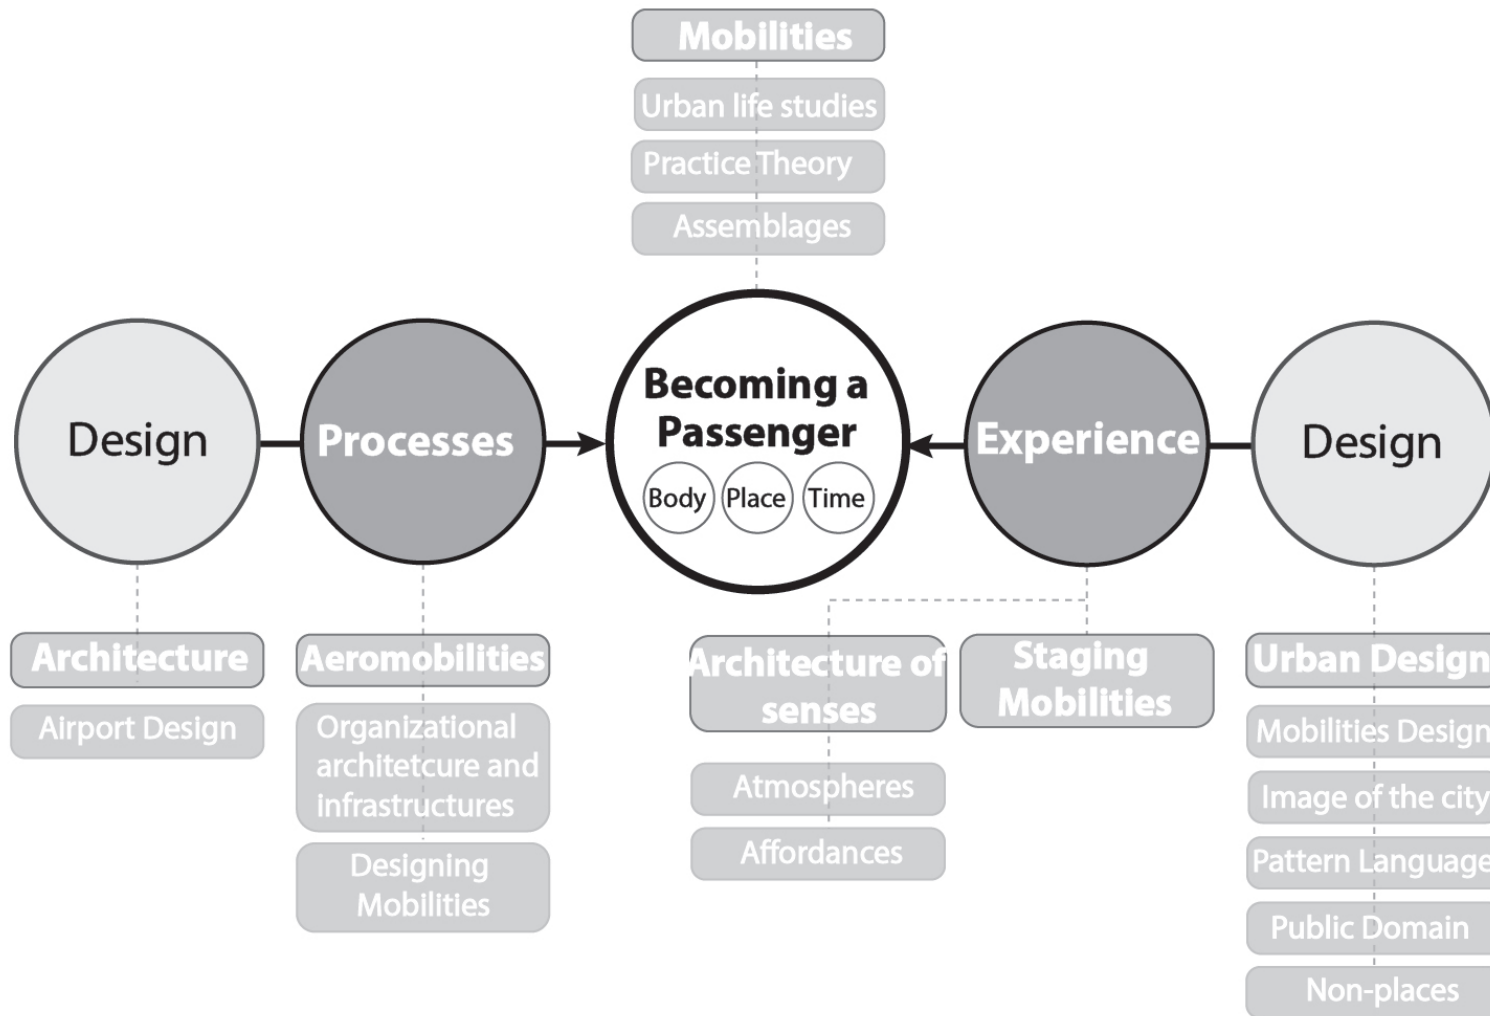 Mobilities
Urban life studies
Practice Theory
Assemblages
Design
Processes
Becoming a
Passenger
Body
Place
Time
Experience
Design
Architecture
Airport Design
Aeromobilities
Organizational
architetcure and
infrastructures
Designing
Mobilities
Architecture of
senses
Atmospheres
Affordances
Staging
Mobilities
Urban Design
Mobilities Design
Image of the city
Pattern Language
Public Domain
Non-places